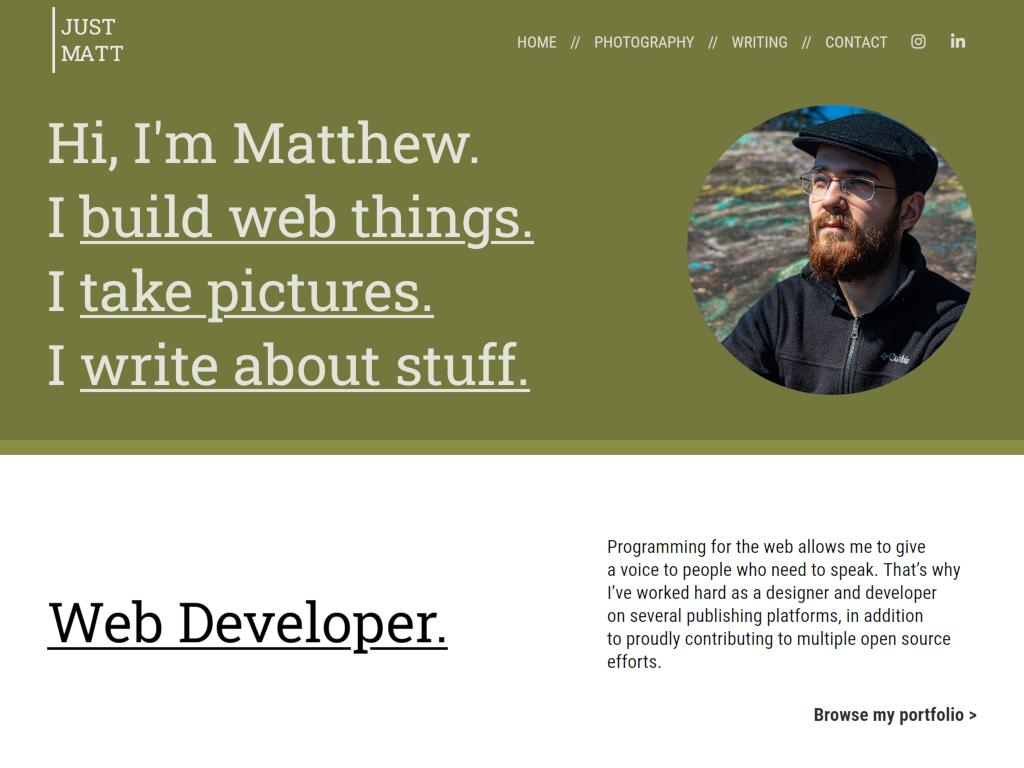 JUST
MATT
HOME // PHOTOGRAPHY // WRITING // CONTACT
Hi, I'm Matthew.
I build web things.
I take pictures.
I write about stuff.
Columbia
Web Developer.
Programming for the web allows me to give
a voice to people who need to speak. That’s why
I’ve worked hard as a designer and developer
on several publishing platforms, in addition
to proudly contributing to multiple open source
efforts.
Browse my portfolio >